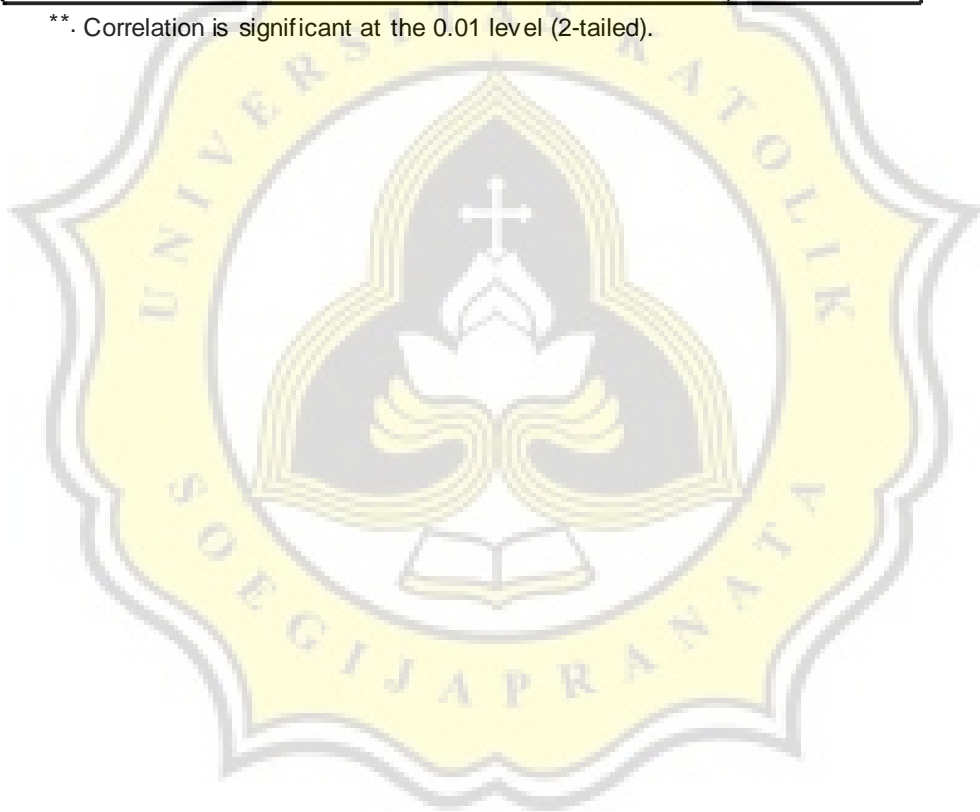 **. Correlation is significant at the 0.01 level (2-tailed).
UNIVERSITAS KATOLIK
SOEGIJAPRANATA